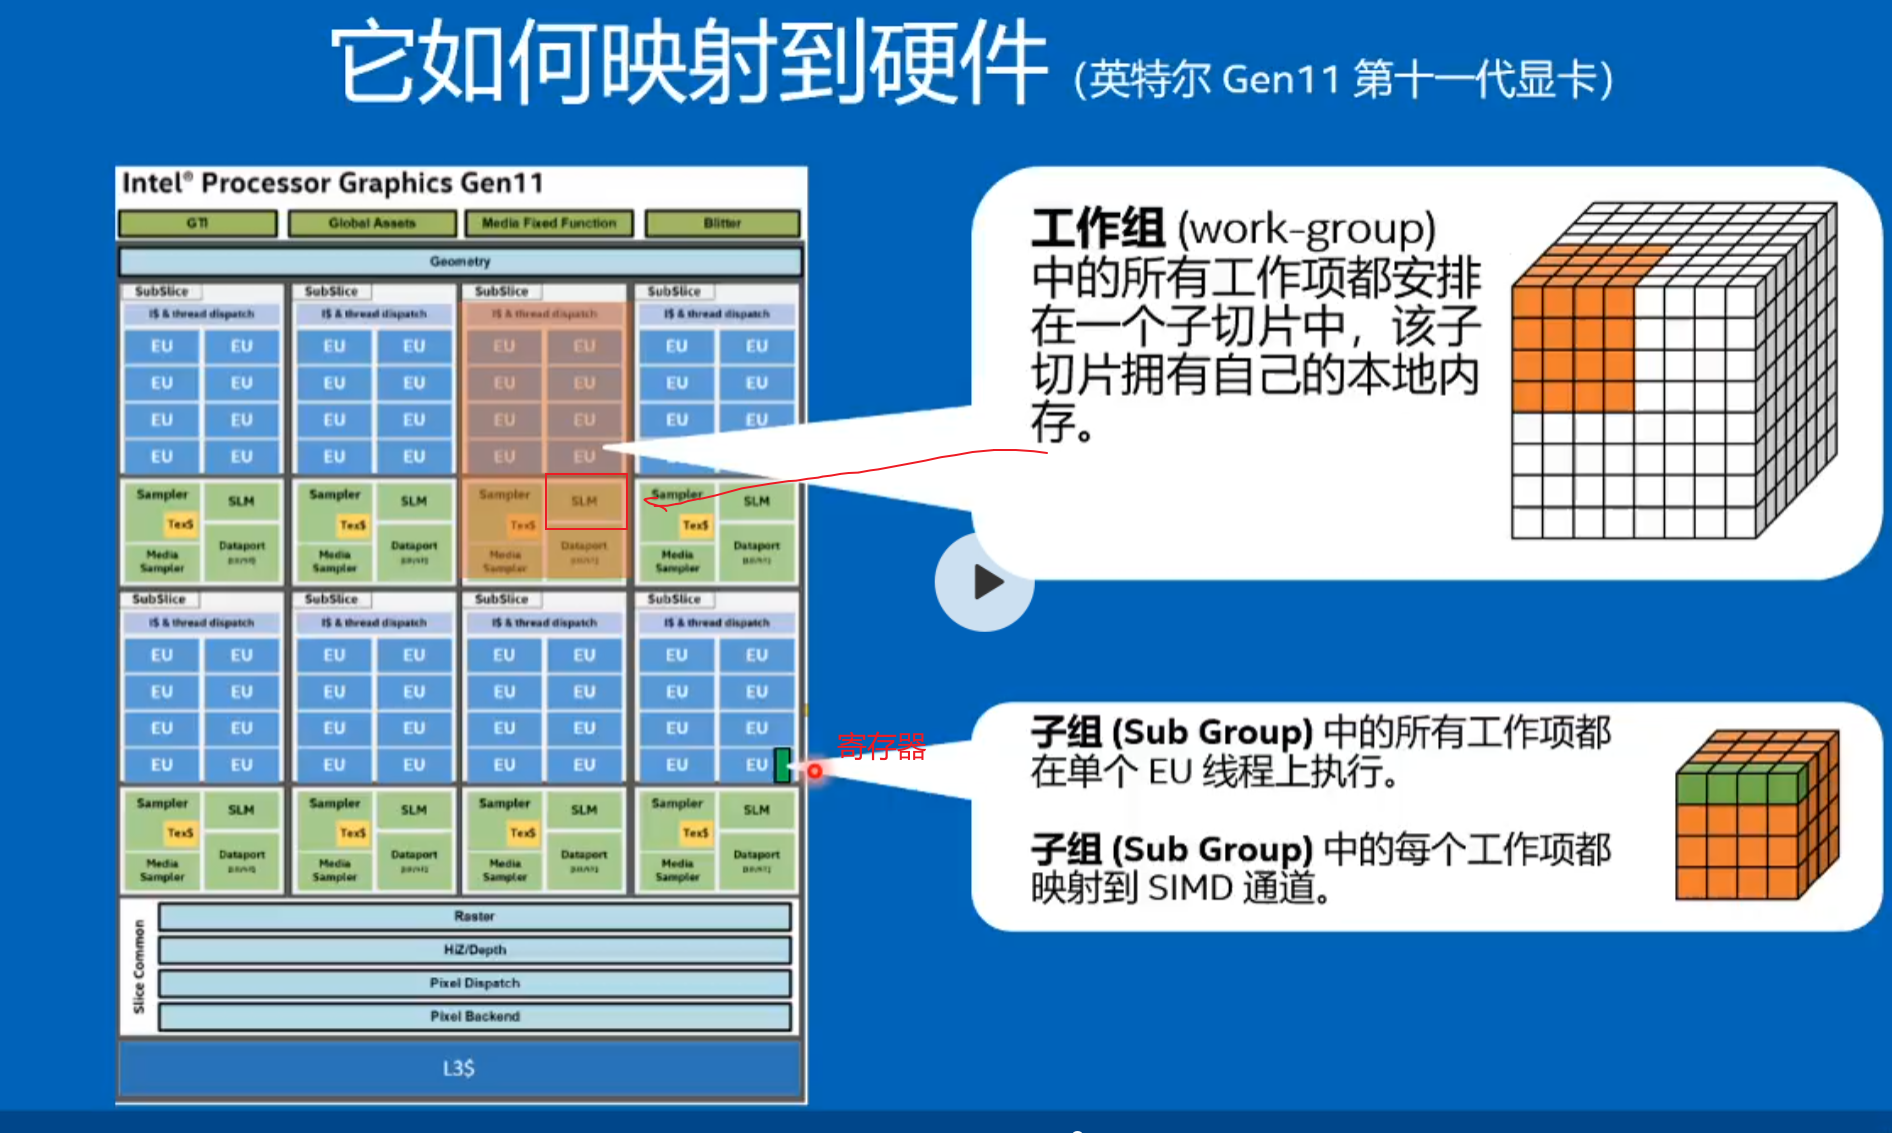 它如何映射到硬件 (英特尔 Gen11 第十一代显卡)
Intel® Processor Graphics Gen11
GTI Global Assets Media Fixed Function Blitter
Geometry
SubSlice SubSlice SubSlice SubSlice
I$ & thread dispatch I$ & thread dispatch I$ & thread dispatch I$ & thread dispatch
EU EU EU EU EU EU EU EU
EU EU EU EU EU EU EU EU
EU EU EU EU EU EU EU EU
EU EU EU EU EU EU
Sampler SLM Sampler SLM Sampler SLM Sampler SLM
Tex$ Tex$ Tex$ Tex$
Dataport Dataport Dataport Dataport
Media Media Media Media
Sampler Sampler Sampler Sampler
SubSlice SubSlice SubSlice SubSlice
I$ & thread dispatch I$ & thread dispatch I$ & thread dispatch I$ & thread dispatch
EU EU EU EU EU EU EU EU
EU EU EU EU EU EU EU EU
EU EU EU EU EU EU EU EU
EU EU EU EU EU EU EU EU
Sampler SLM Sampler SLM Sampler SLM Sampler SLM
Tex$ Tex$ Tex$ Tex$
Dataport Dataport Dataport Dataport
Media Media Media Media
Sampler Sampler Sampler Sampler
Slice Common
Raster
HiZ/Depth
Pixel Dispatch
Pixel Backend
L3$
工作组 (work-group)
中的所有工作项都安排
在一个子切片中，该子
切片拥有自己的本地内
存。
寄存器
子组 (Sub Group) 中的所有工作项都
在单个 EU 线程上执行。
子组 (Sub Group) 中的每个工作项都
映射到 SIMD 通道。